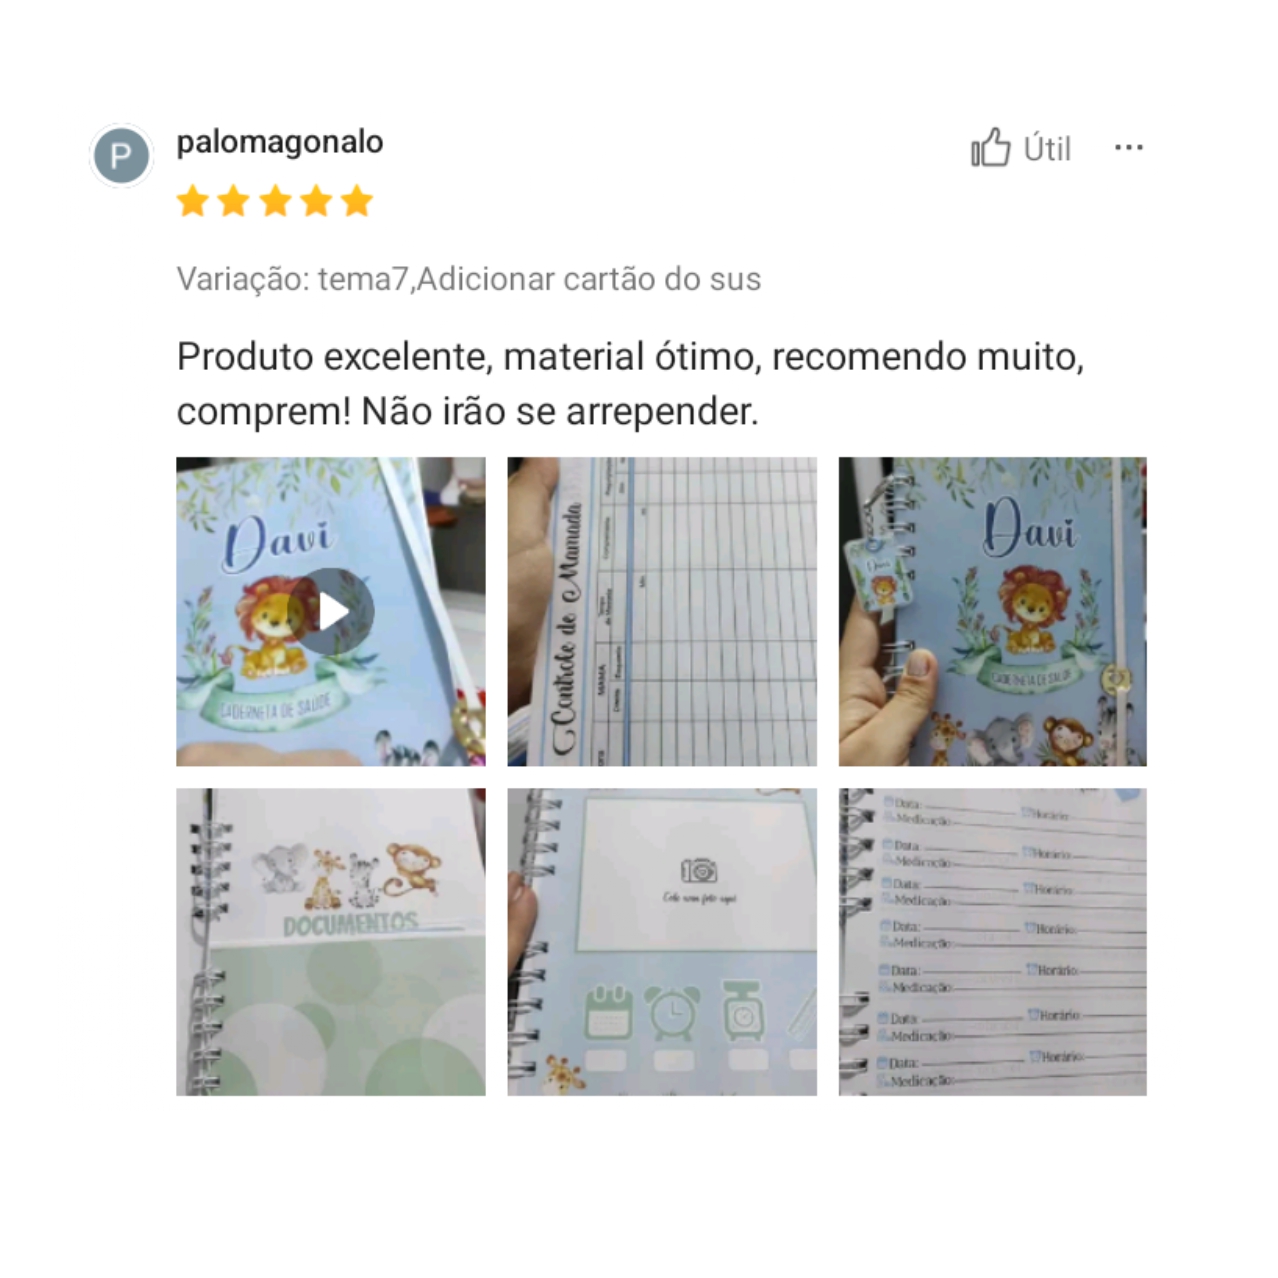 palomagonalo
P
Útil
Variação: tema7,Adicionar cartão do sus
Produto excelente, material ótimo, recomendo muito,
comprem! Não irão se arrepender.
Davi
CADERNETA DE SAÚDE
Controle de Mamada
MAMA
Davi
Davi
CADERNETA DE SAÚDE
DOCUMENTOS
Cole uma foto aqui
Data: Horário:
Medicação:
Data: Horário:
Medicação:
Data: Horário:
Medicação:
Data: Horário:
Medicação:
Data: Horário:
Medicação:
Data: Horário:
Medicação:
Data: Horário:
Medicação: